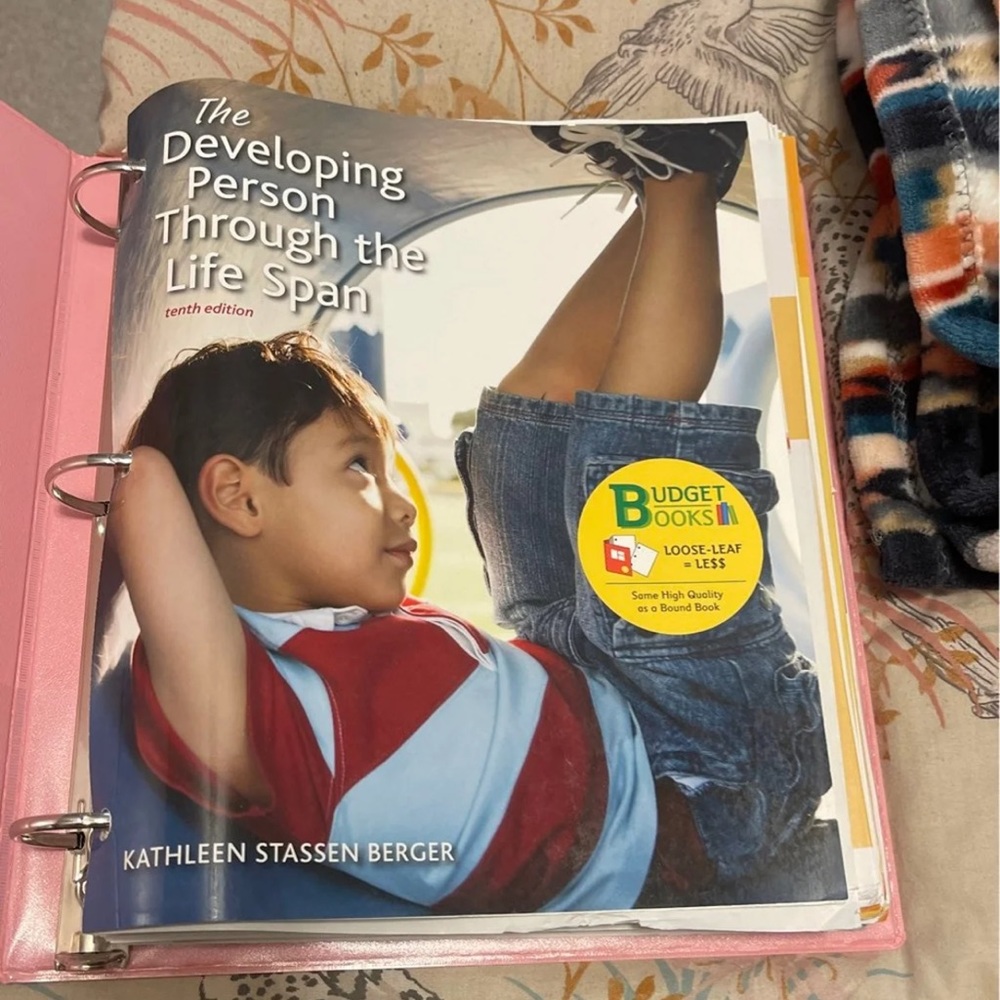 The
Developing
Person
Through the
Life Span
tenth edition
BUDGET
BOOKS
LOOSE-LEAF
= LE$$
Same High Quality
as a Bound Book
KATHLEEN STASSEN BERGER